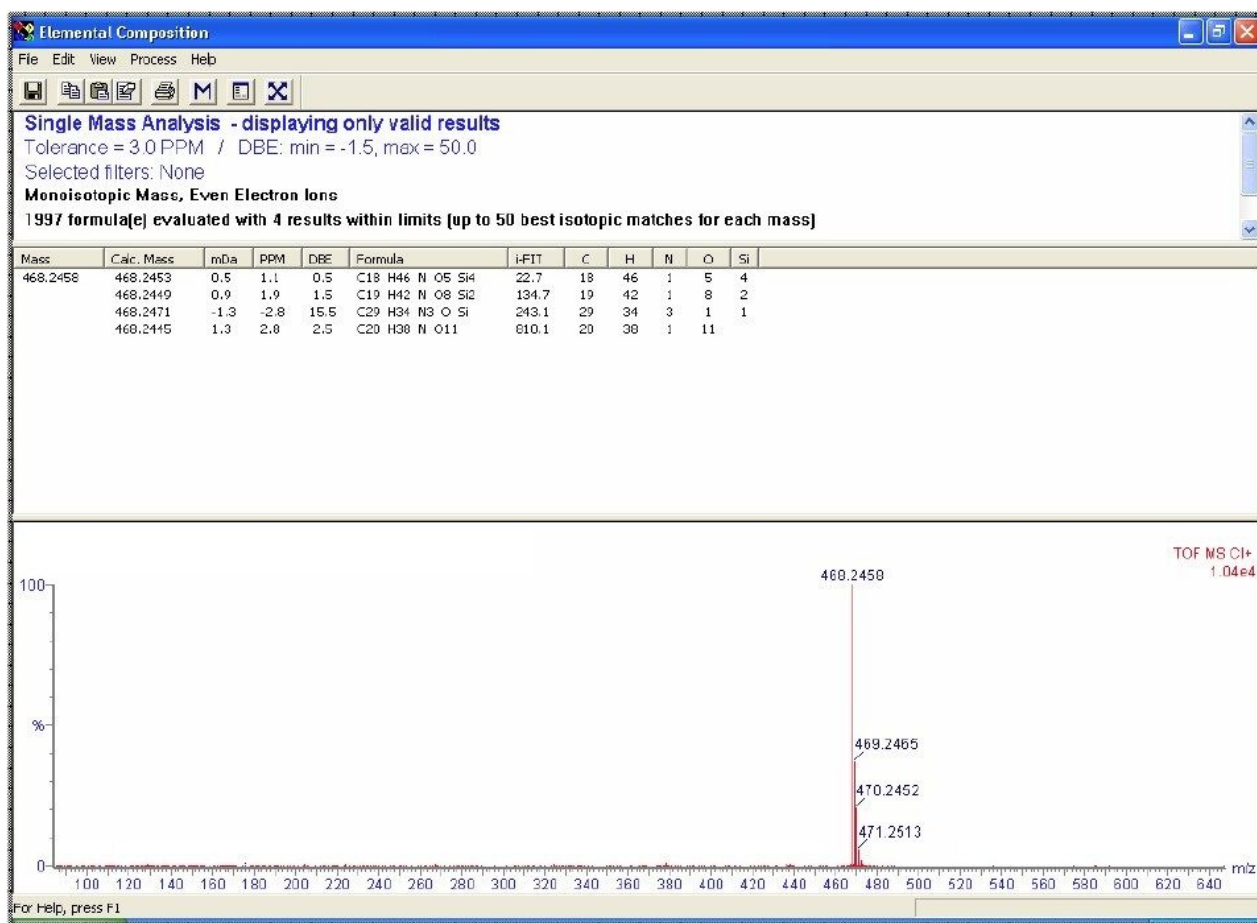 Elemental Composition
File Edit View Process Help
M
Single Mass Analysis - displaying only valid results
Tolerance = 3.0 PPM / DBE: min = -1.5, max = 50.0
Selected filters: None
Monoisotopic Mass, Even Electron Ions
1997 formula(e) evaluated with 4 results within limits (up to 50 best isotopic matches for each mass)
Mass Calc. Mass mDa PPM DBE Formula i-FIT C H N O Si
468.2458 468.2453 0.5 1.1 0.5 C18 H46 N O5 Si4 22.7 18 46 1 5 4
468.2449 0.9 1.9 1.5 C19 H42 N O8 Si2 134.7 19 42 1 8 2
468.2471 -1.3 -2.8 15.5 C29 H34 N3 O Si 243.1 29 34 3 1 1
468.2445 1.3 2.8 2.5 C20 H38 N O11 810.1 20 38 1 11
TOF MS CI+
1.04e4
100
468.2458
%
469.2465
470.2452
471.2513
0
m/z
100 120 140 160 180 200 220 240 260 280 300 320 340 360 380 400 420 440 460 480 500 520 540 560 580 600 620 640
For Help, press F1